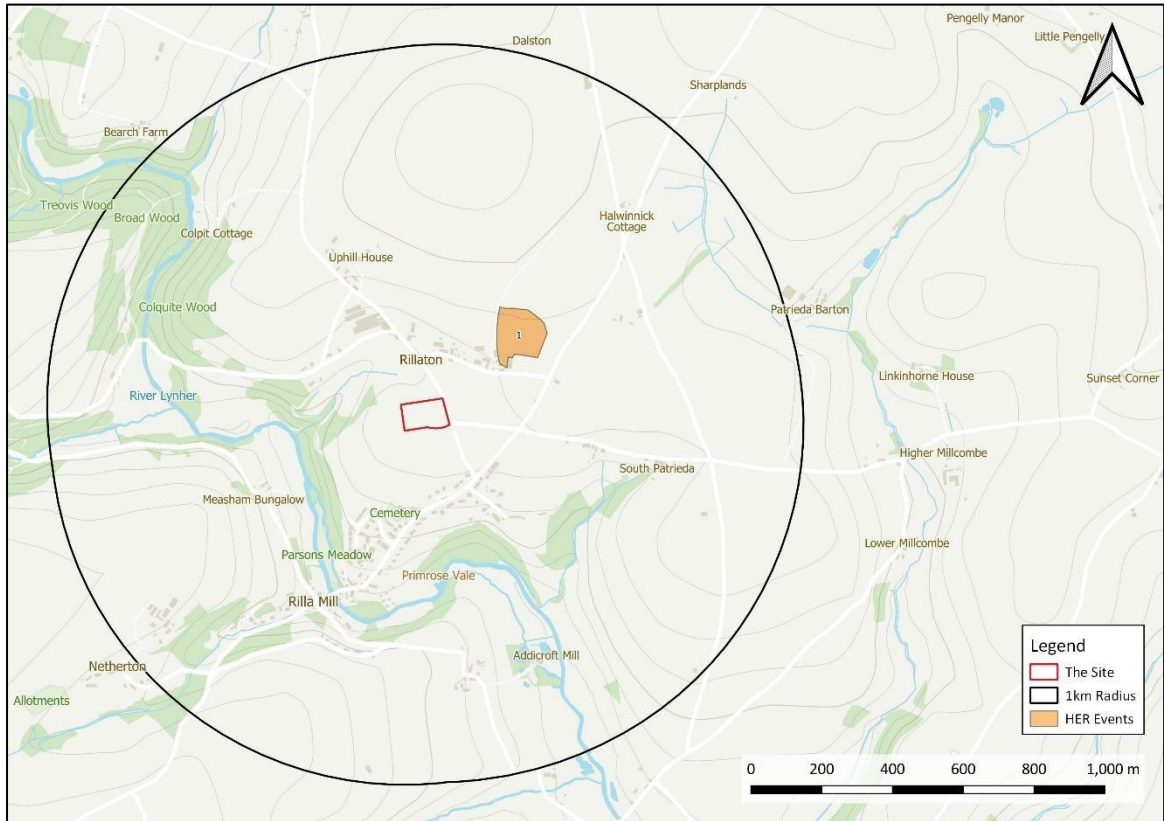 Pengelly Manor
Little Pengelly
Dalston
Sharplands
Bearch Farm
Treovis Wood
Broad Wood
Colpit Cottage
Halwinnick
Cottage
Uphill House
Colquite Wood
Patrieda Barton
1
Rillaton
Linkinhorne House
Sunset Corner
River Lynher
Higher Millcombe
South Patrieda
Measham Bungalow
Cemetery
Lower Millcombe
Parsons Meadow
Primrose Vale
Rilla Mill
Addicroft Mill
Netherton
Allotments
Legend
The Site
1km Radius
HER Events
0 200 400 600 800 1,000 m